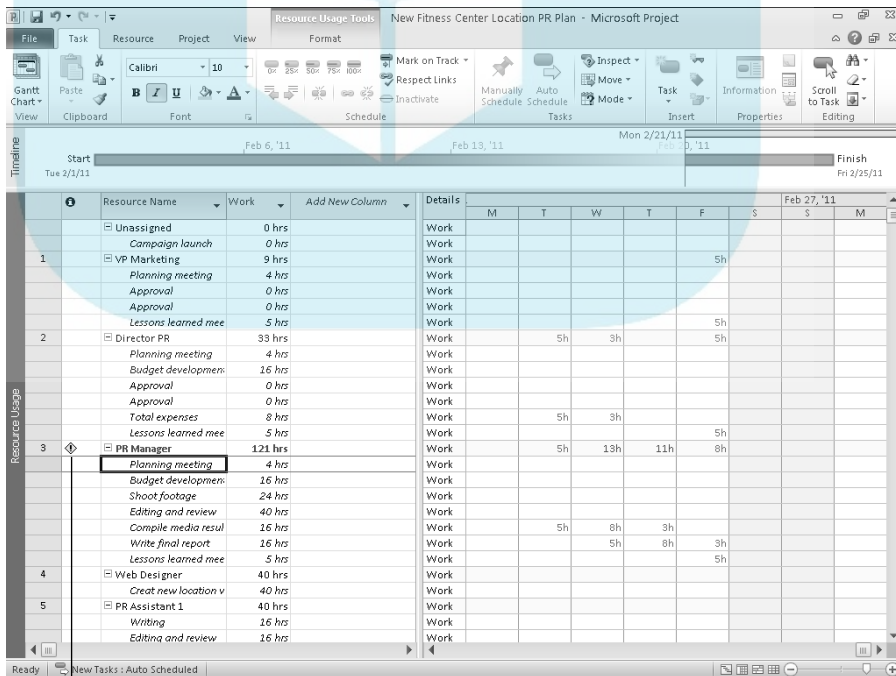 Resource Usage Tools New Fitness Center Location PR Plan - Microsoft Project
File Task Resource Project View Format
Gantt Chart
Paste
Calibri 10
B I U A
0% 25% 50% 75% 100%
Mark on Track
Respect Links
Inactivate
Manually Schedule
Auto Schedule
Inspect
Move
Mode
Task
Information
Scroll to Task
View Clipboard Font Schedule Tasks Insert Properties Editing
Timeline
Mon 2/21/11
Feb 6, '11 Feb 13, '11 Feb 20, '11
Start
Tue 2/1/11
Finish
Fri 2/25/11
Resource Name Work Add New Column Details Feb 27, '11
M T W T F S S M
Unassigned 0 hrs Work
Campaign launch 0 hrs Work
1 VP Marketing 9 hrs Work 5h
Planning meeting 4 hrs Work
Approval 0 hrs Work
Approval 0 hrs Work
Lessons learned mee 5 hrs Work 5h
2 Director PR 33 hrs Work 5h 3h 5h
Planning meeting 4 hrs Work
Budget developmen 16 hrs Work
Approval 0 hrs Work
Approval 0 hrs Work
Total expenses 8 hrs Work 5h 3h
Lessons learned mee 5 hrs Work 5h
3 PR Manager 121 hrs Work 5h 13h 11h 8h
Planning meeting 4 hrs Work
Budget developmen 16 hrs Work
Shoot footage 24 hrs Work
Editing and review 40 hrs Work
Compile media resul 16 hrs Work 5h 8h 3h
Write final report 16 hrs Work 5h 8h 3h
Lessons learned mee 5 hrs Work 5h
4 Web Designer 40 hrs Work
Creat new location v 40 hrs Work
5 PR Assistant 1 40 hrs Work
Writing 16 hrs Work
Editing and review 16 hrs Work
Resource Usage
Ready New Tasks : Auto Scheduled